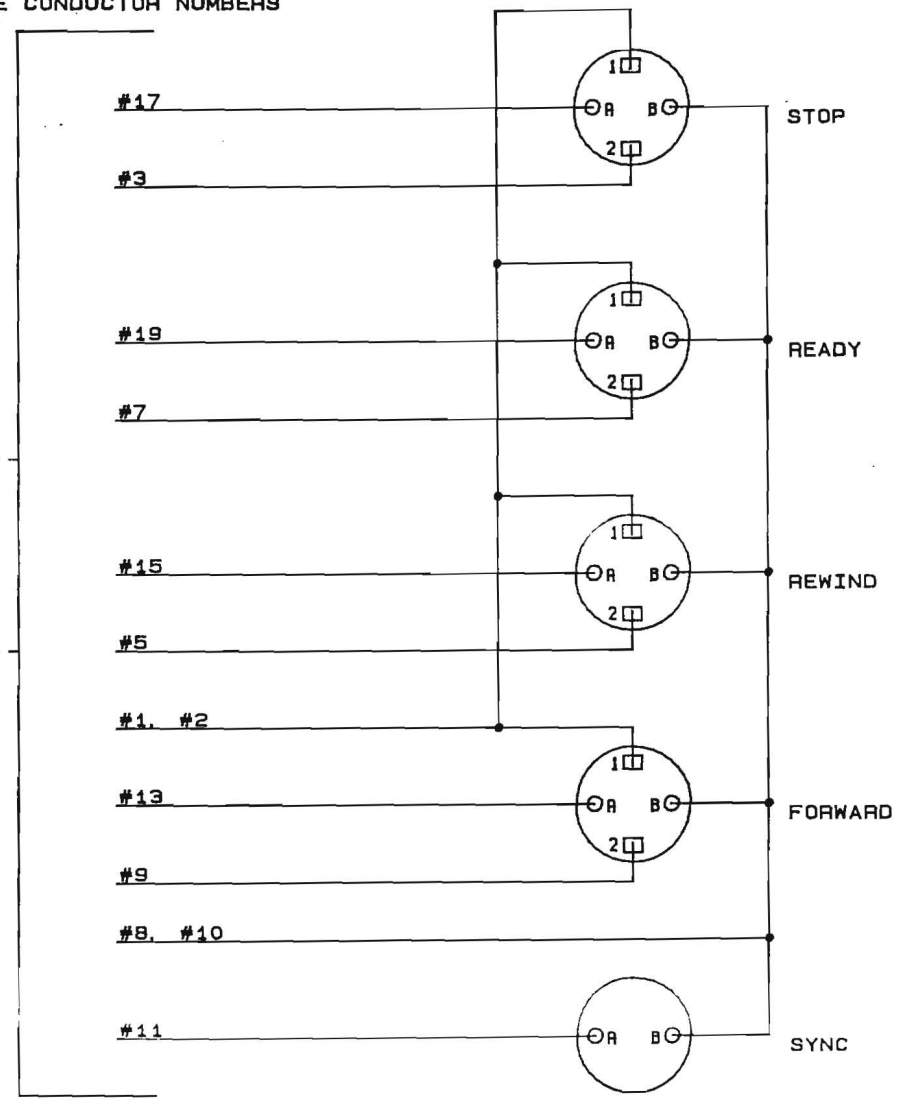 E CONDUCTOR NUMBERS
1
#17 A B STOP
2
#3
1
#19 A B READY
2
#7
1
#15 A B REWIND
2
#5
#1, #2
1
#13 A B FORWARD
2
#9
#8, #10
#11 A B SYNC